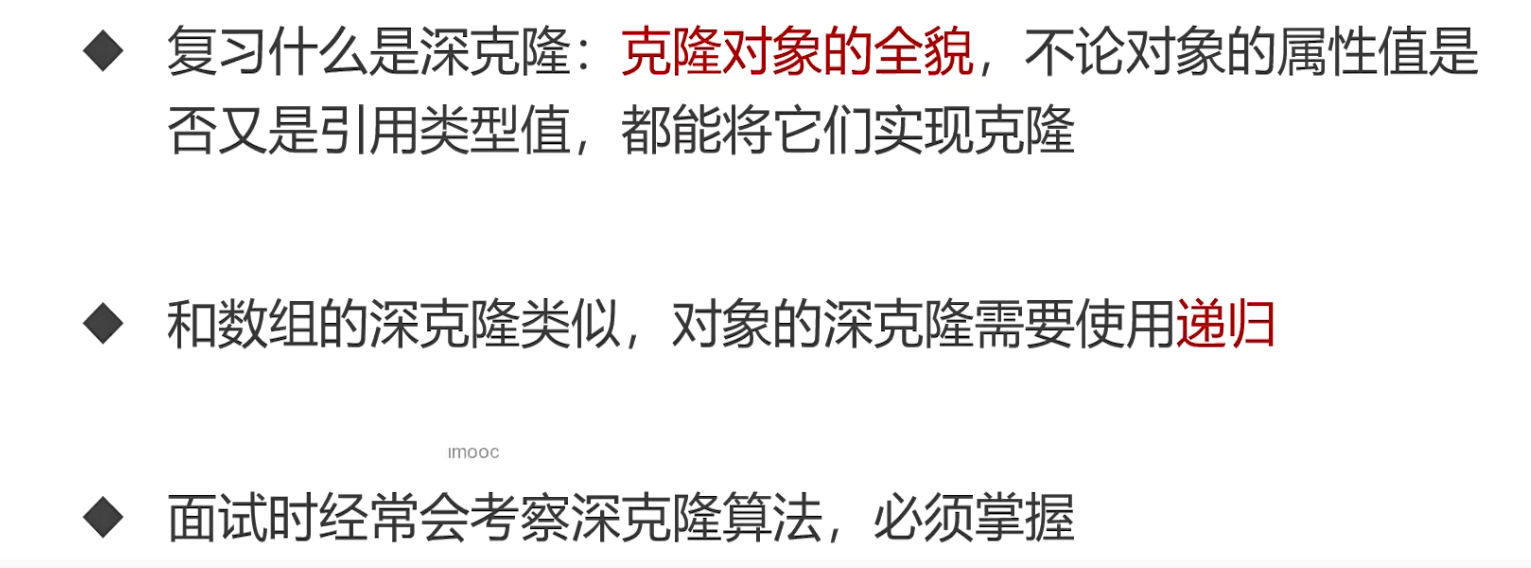 ◆ 复习什么是深克隆：克隆对象的全貌，不论对象的属性值是
否又是引用类型值，都能将它们实现克隆
◆ 和数组的深克隆类似，对象的深克隆需要使用递归
imooc
◆ 面试时经常会考察深克隆算法，必须掌握